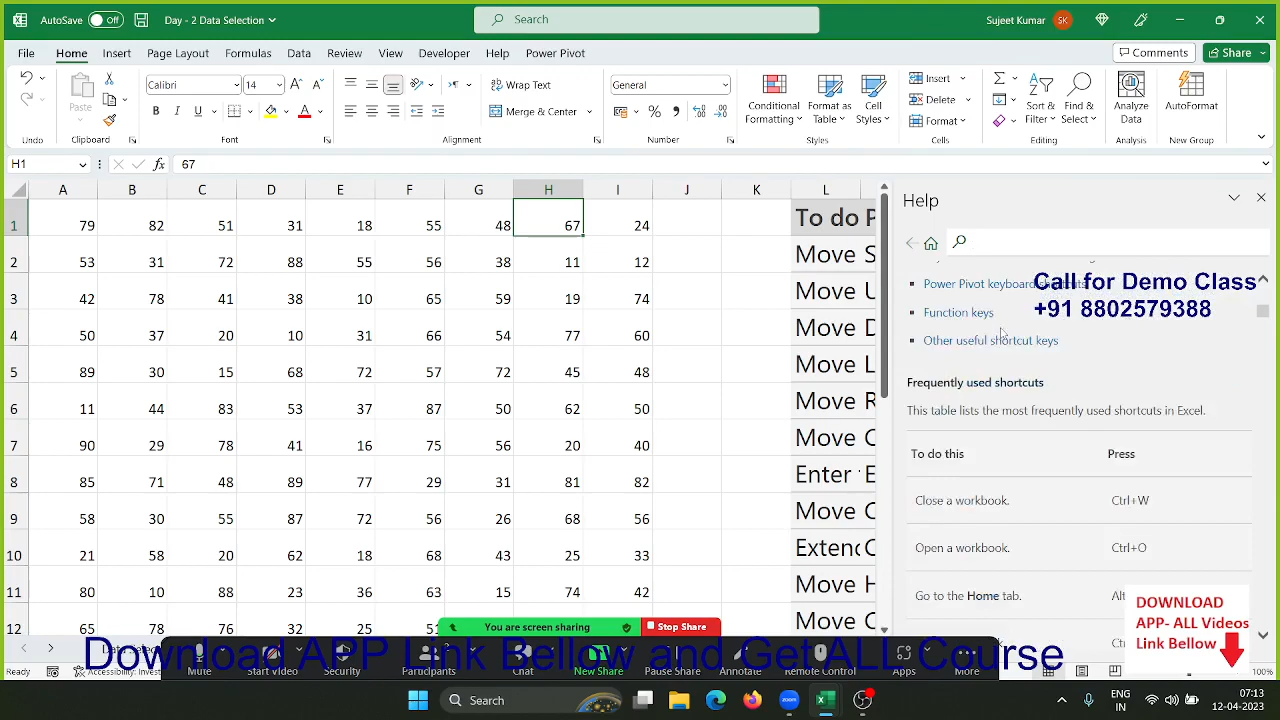 AutoSave Off Day - 2 Data Selection Search Sujeet Kumar SK
File Home Insert Page Layout Formulas Data Review View Developer Help Power Pivot Comments Share
Calibri 14 Wrap Text General Insert
Paste Conditional Format as Cell Delete Sort & Find & Analyze AutoFormat
B I U Merge & Center Formatting Table Styles Format Filter Select Data
Undo Clipboard Font Alignment Number Styles Cells Editing Analysis New Group
H1 fx 67
A B C D E F G H I J K L
1 79 82 51 31 18 55 48 67 24 To do
2 53 31 72 88 55 56 38 11 12 Move S
3 42 78 41 38 10 65 59 19 74 Move U
4 50 37 20 10 31 66 54 77 60 Move D
5 89 30 15 68 72 57 72 45 48 Move L
6 11 44 83 53 37 87 50 62 50 Move R
7 90 29 78 41 16 75 56 20 40 Move C
8 85 71 48 89 77 29 31 81 82 Enter
9 58 30 55 87 72 56 26 68 56 Move C
10 21 58 20 62 18 68 43 25 33
11 80 10 88 23 36 63 15 74 42 Move H
12 65 78 76 32 25 Move C
Help
Power Pivot keyboard shortcuts
Call for Demo Class
+91 8802579388
Function keys
Other useful shortcut keys
Frequently used shortcuts
This table lists the most frequently used shortcuts in Excel.
To do this Press
Close a workbook. Ctrl+W
Open a workbook. Ctrl+O
Go to the Home tab.
DOWNLOAD
APP- ALL Videos
Link Bellow
You are screen sharing Stop Share
Download APP Link Bellow and Get ALL Course
Mute Start Video Security Participants Chat New Share Pause Share Annotate Remote Control Apps More
100%
Search zoom ENG
IN
07:13
12-04-2023